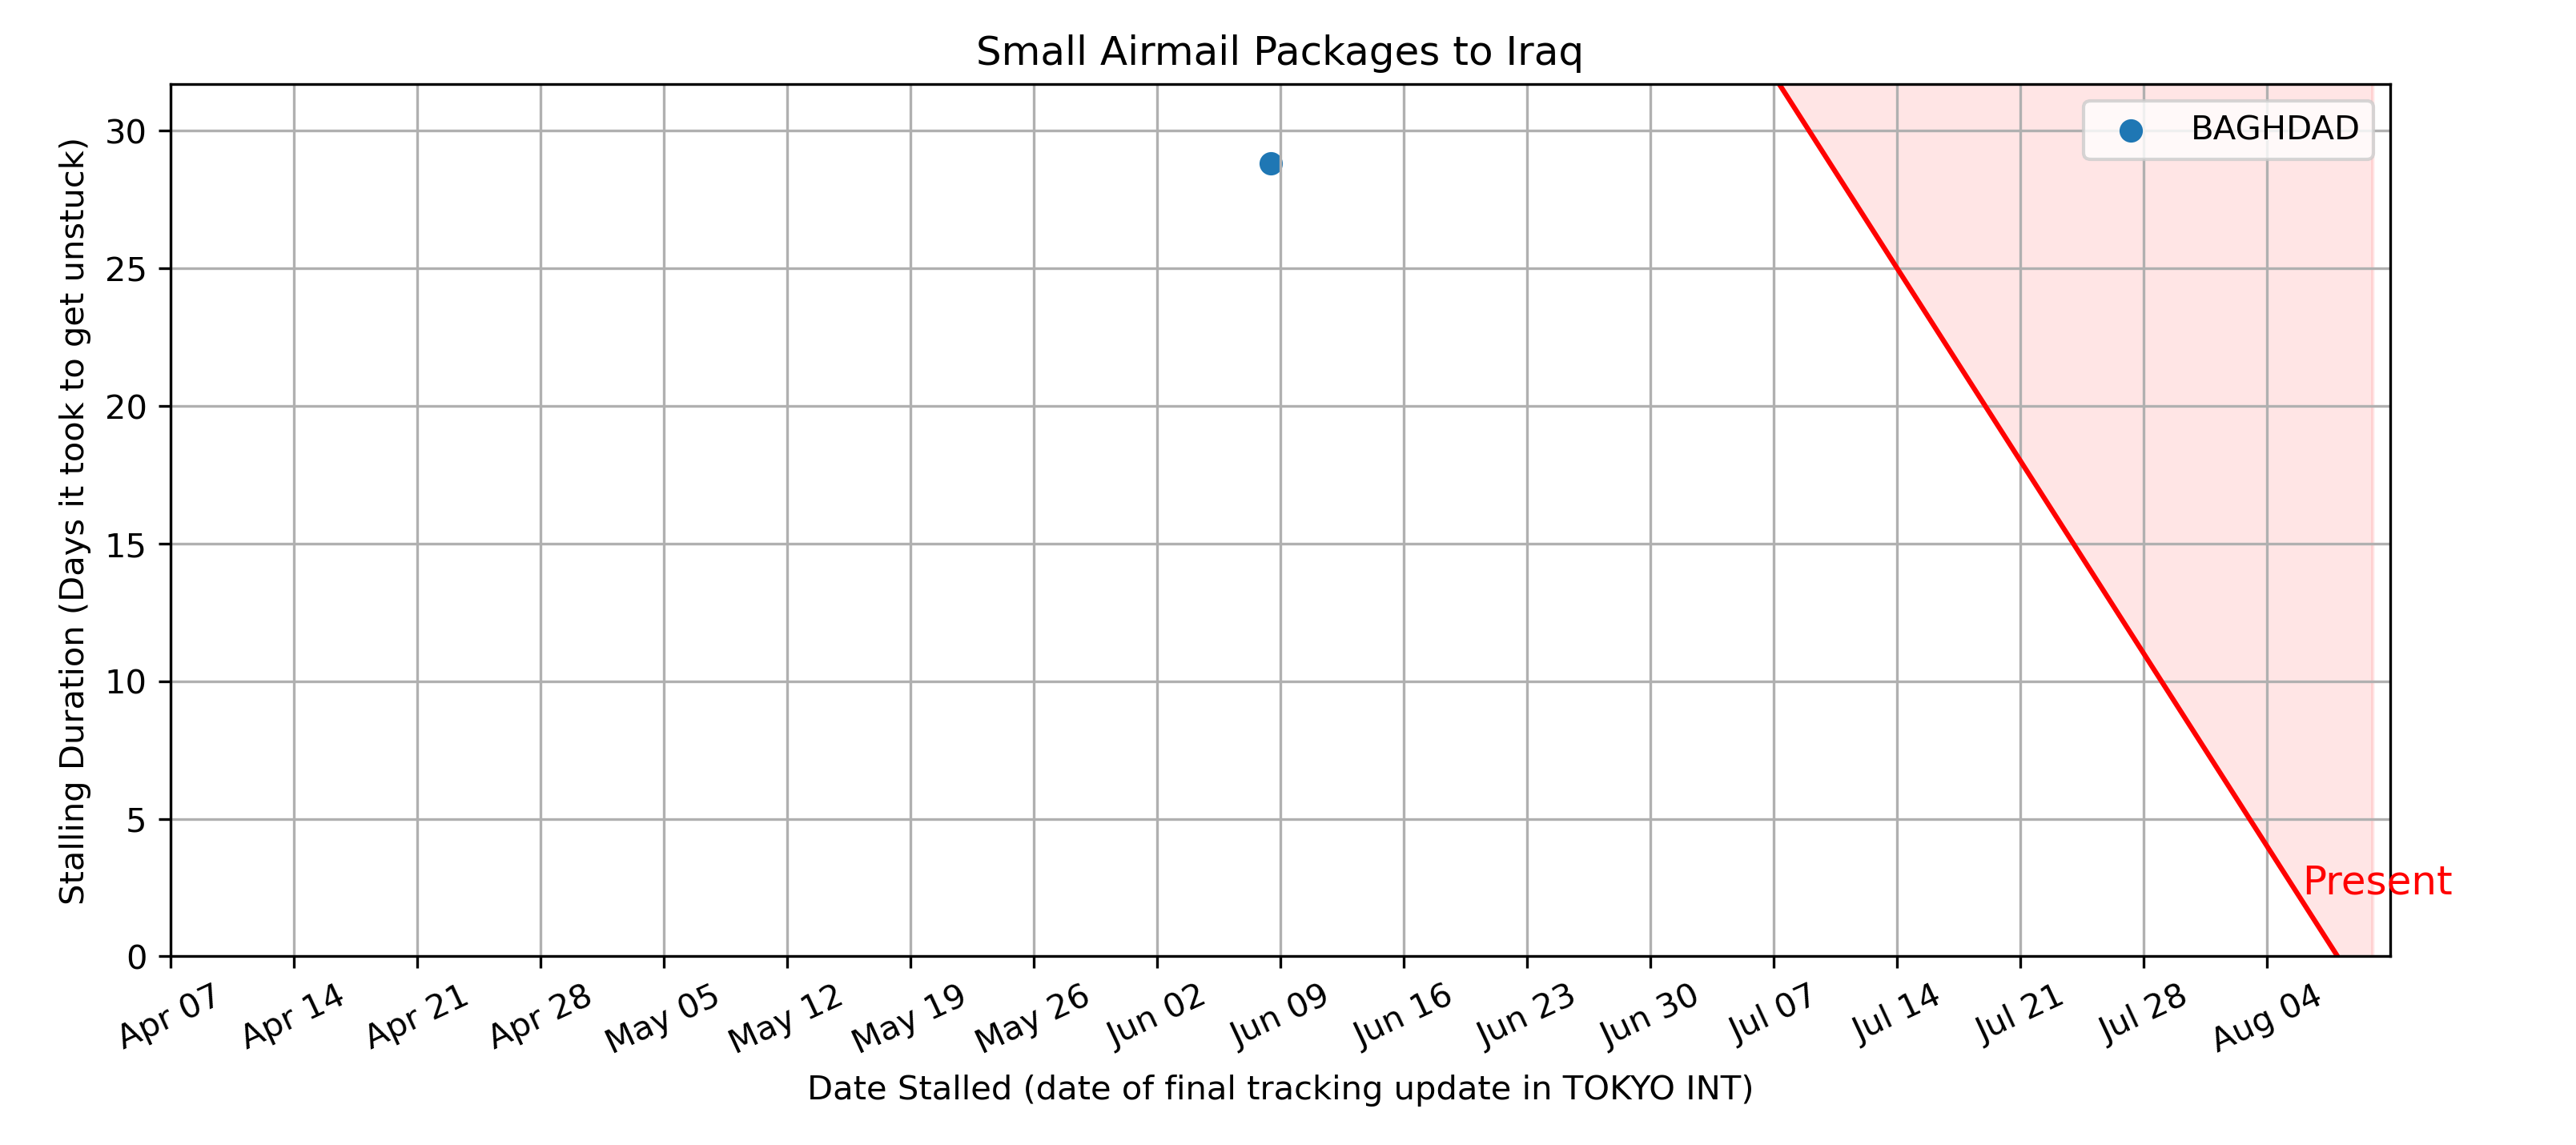 Small Airmail Packages to Iraq
BAGHDAD
Stalling Duration (Days it took to get unstuck)
30
25
20
15
10
5
0
Present
Apr 07
Apr 14
Apr 21
Apr 28
May 05
May 12
May 19
May 26
Jun 02
Jun 09
Jun 16
Jun 23
Jun 30
Jul 07
Jul 14
Jul 21
Jul 28
Aug 04
Date Stalled (date of final tracking update in TOKYO INT)